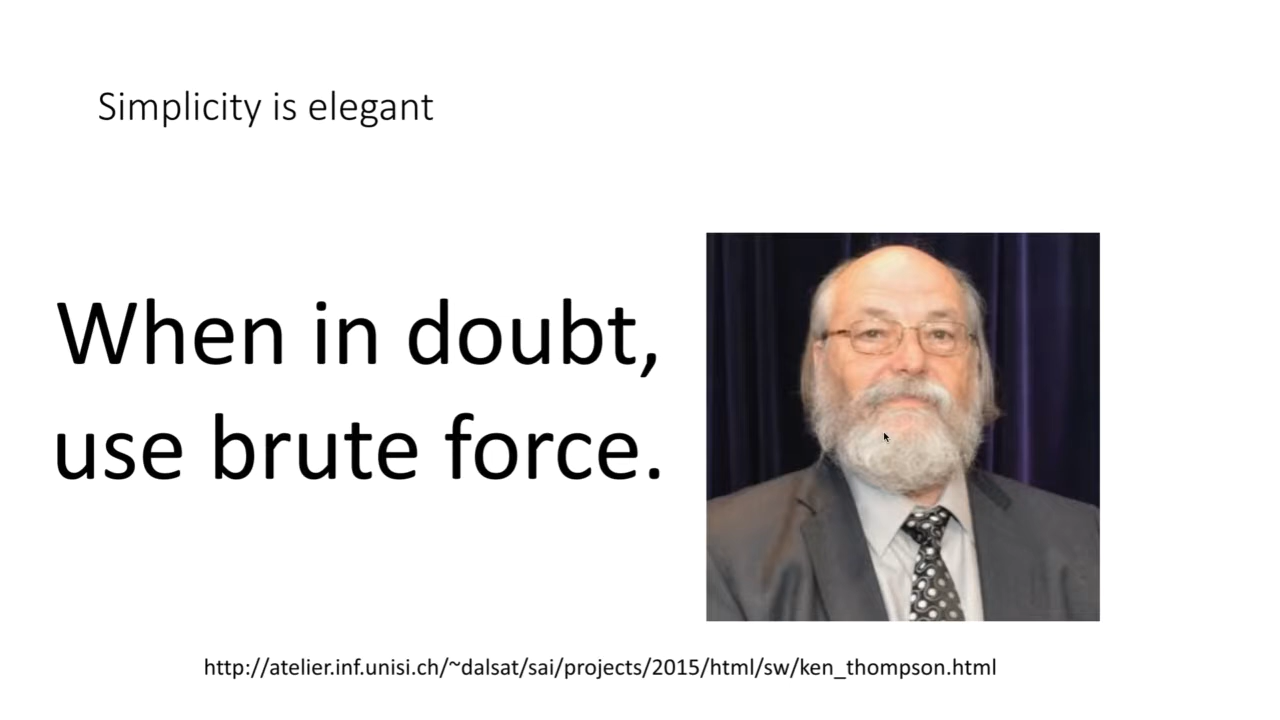 Simplicity is elegant
When in doubt,
use brute force.
http://atelier.inf.unisi.ch/~dalsat/sai/projects/2015/html/sw/ken_thompson.html